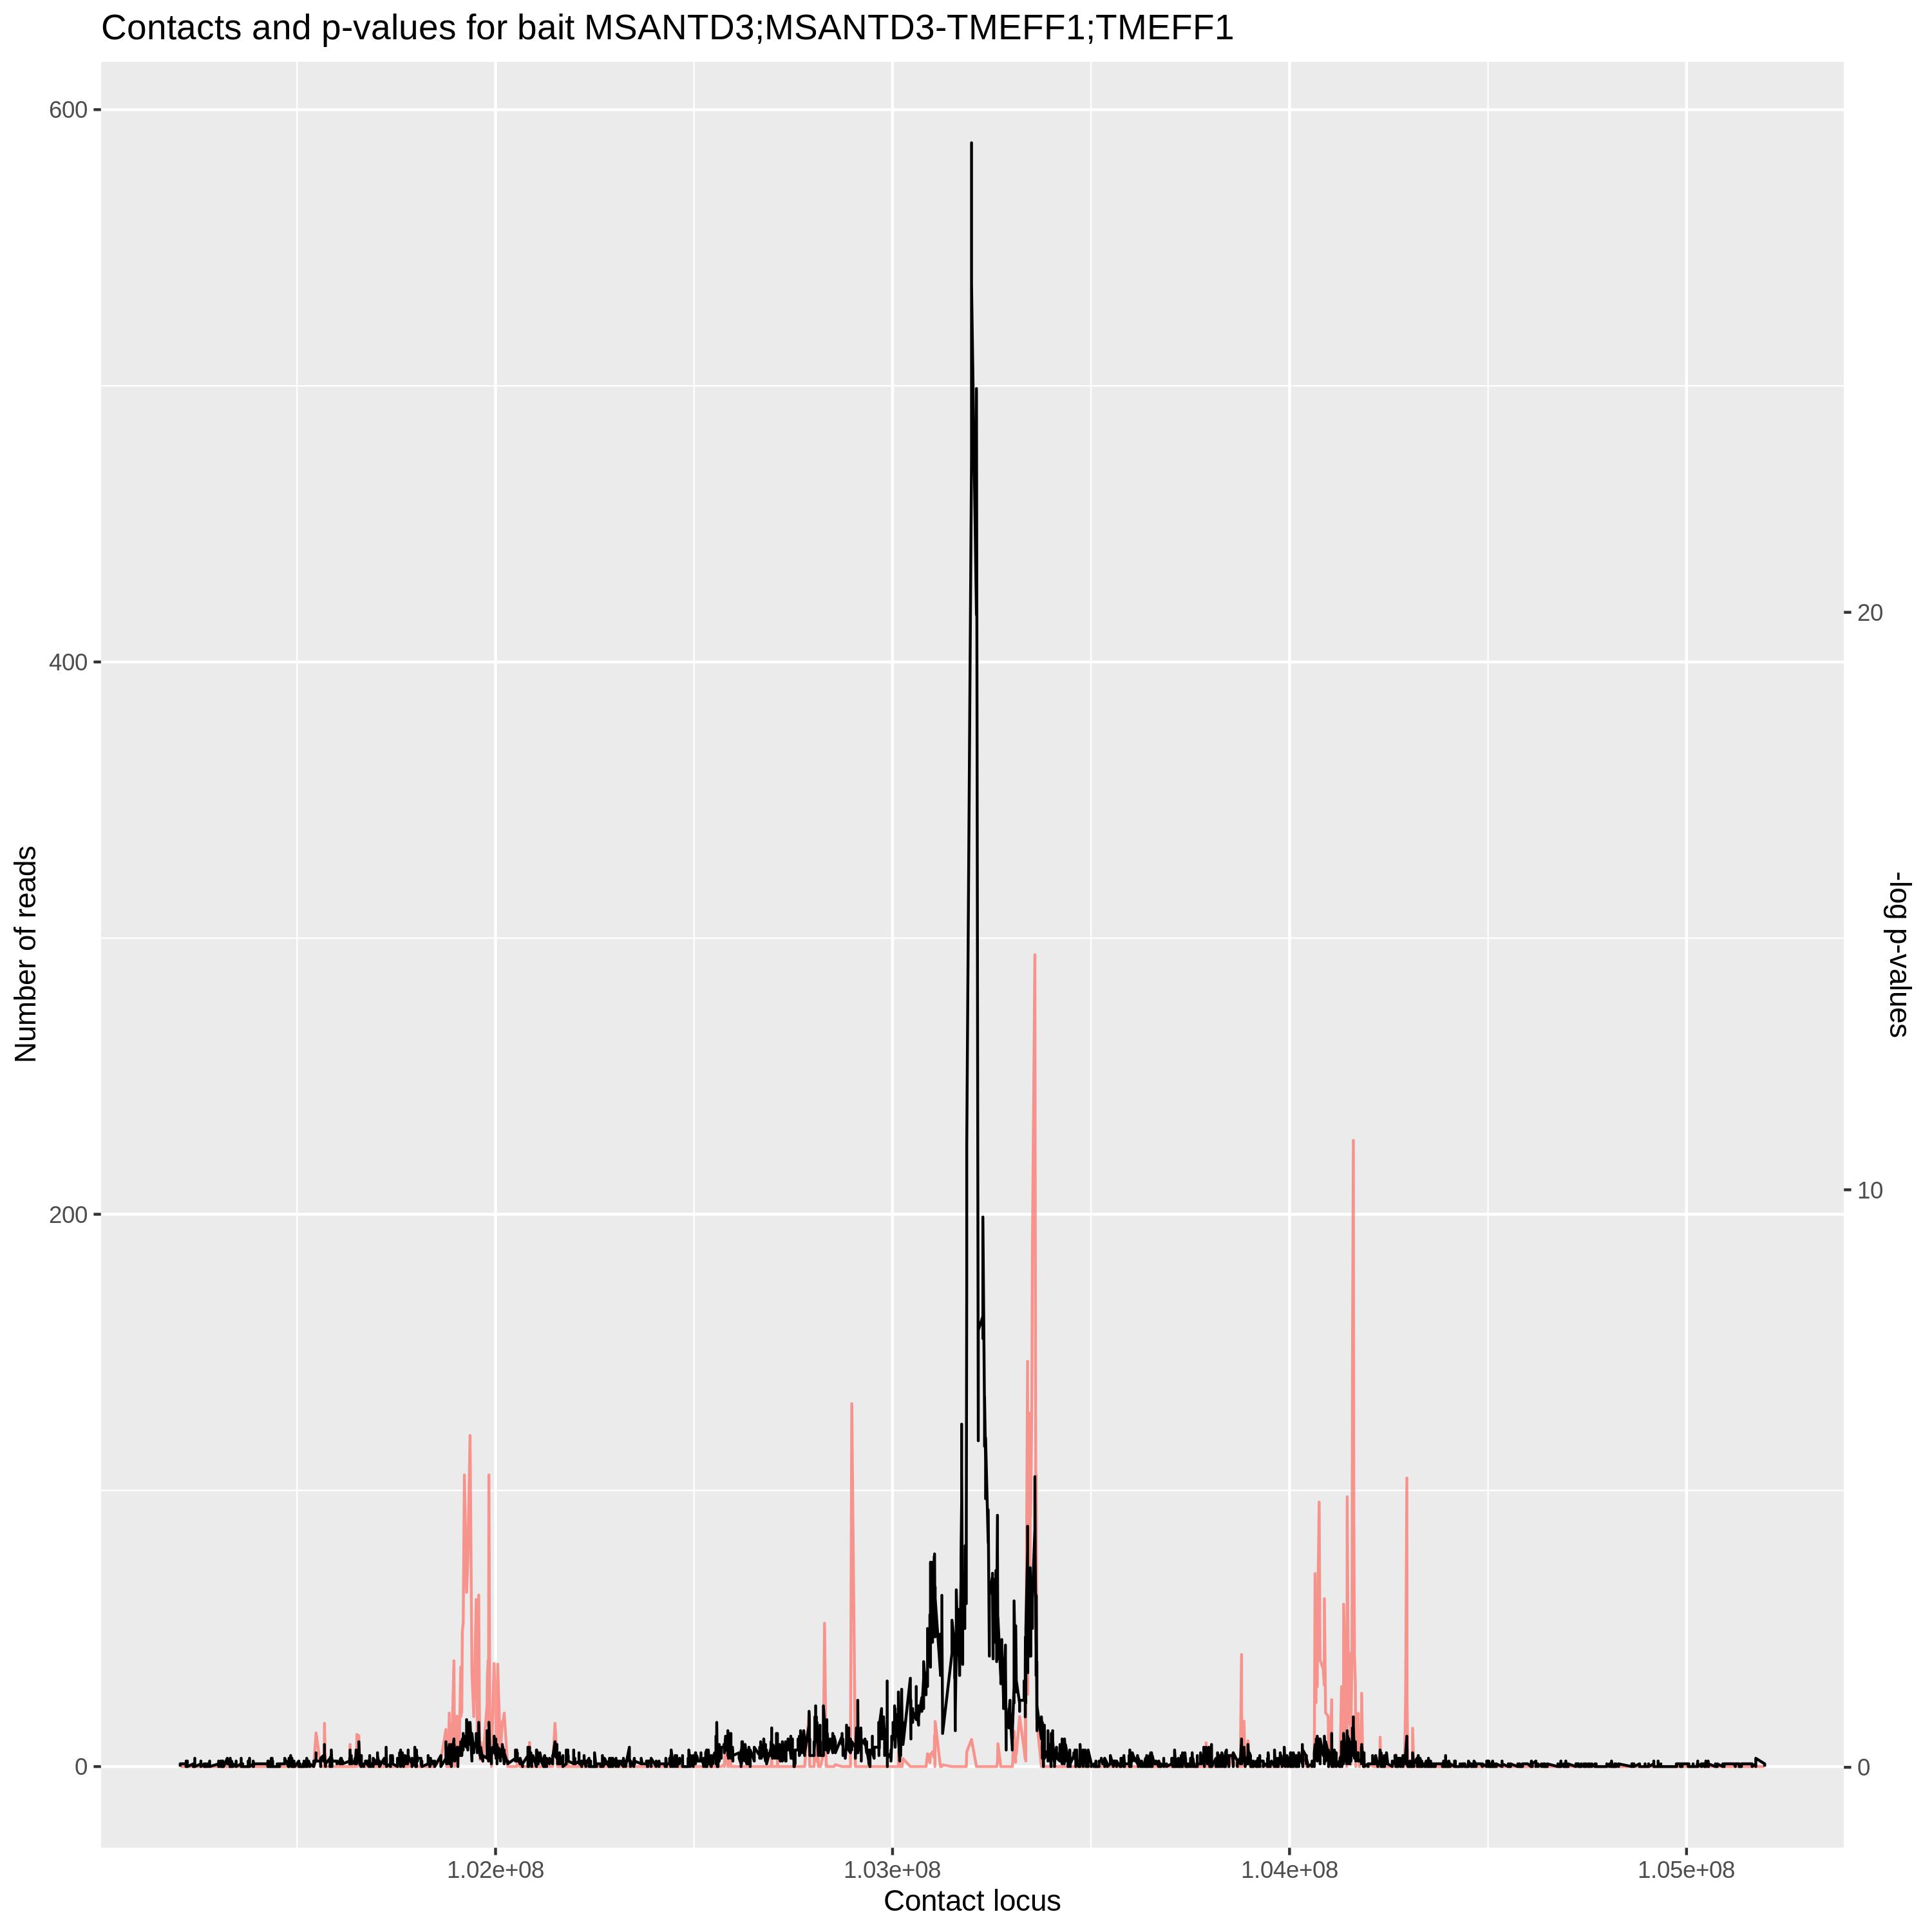 Contacts and p-values for bait MSANTD3;MSANTD3-TMEFF1;TMEFF1
600
400
200
0
Number of reads
20
10
0
-log p-values
1.02e+08 1.03e+08 1.04e+08 1.05e+08
Contact locus